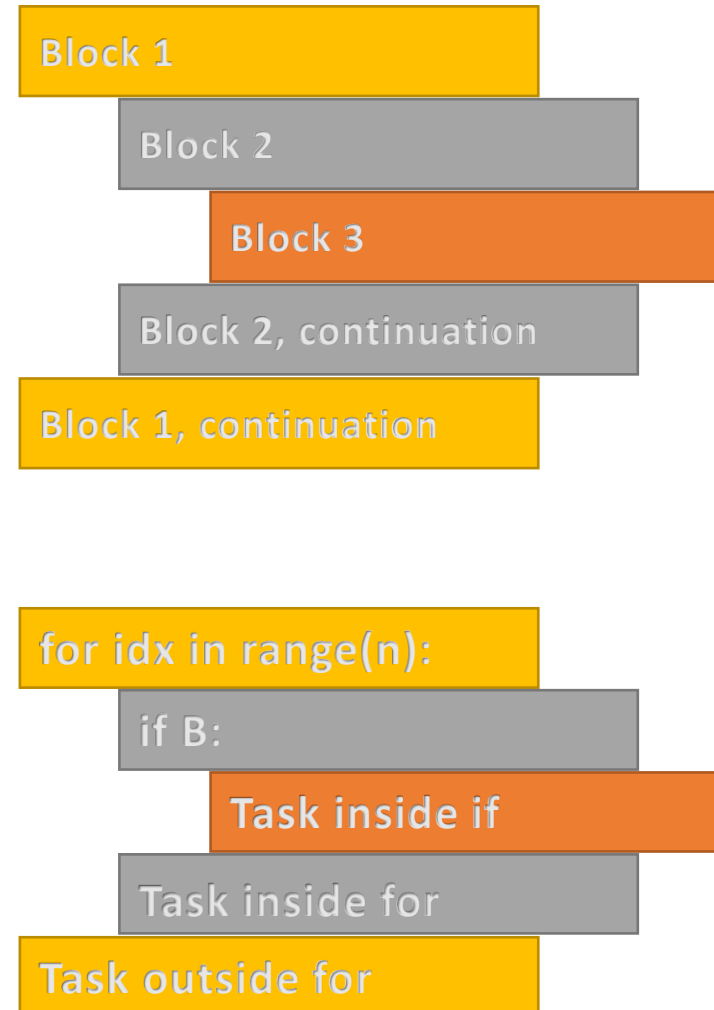 Block 1
Block 2
Block 3
Block 2, continuation
Block 1, continuation
for idx in range(n):
if B:
Task inside if
Task inside for
Task outside for